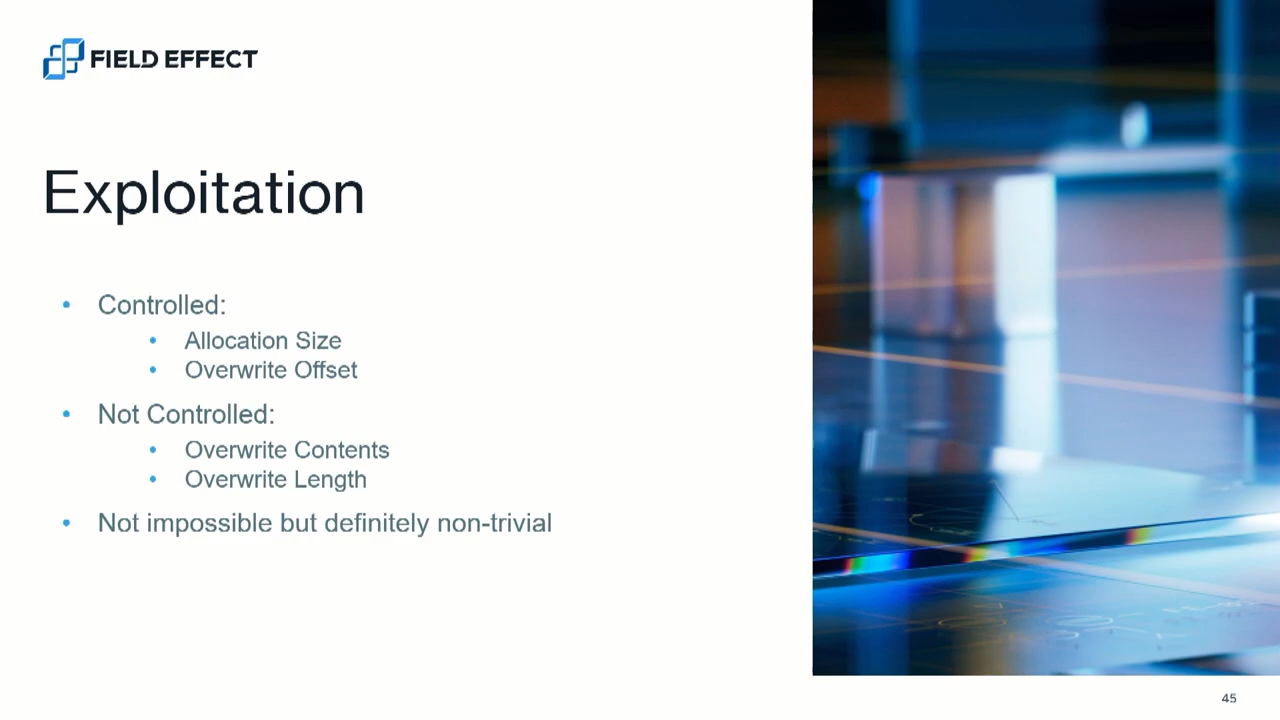 FIELD EFFECT
Exploitation
• Controlled:
• Allocation Size
• Overwrite Offset
• Not Controlled:
• Overwrite Contents
• Overwrite Length
• Not impossible but definitely non-trivial
45